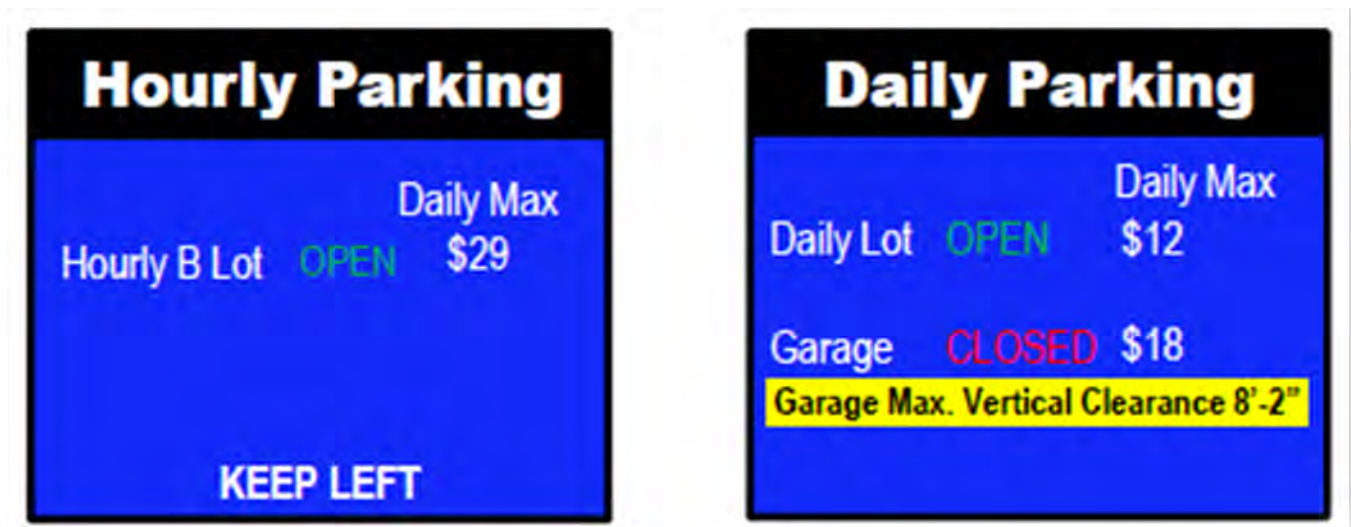 Hourly Parking
Daily Max
Hourly B Lot OPEN $29
KEEP LEFT
Daily Parking
Daily Max
Daily Lot OPEN $12
Garage CLOSED $18
Garage Max. Vertical Clearance 8'-2"